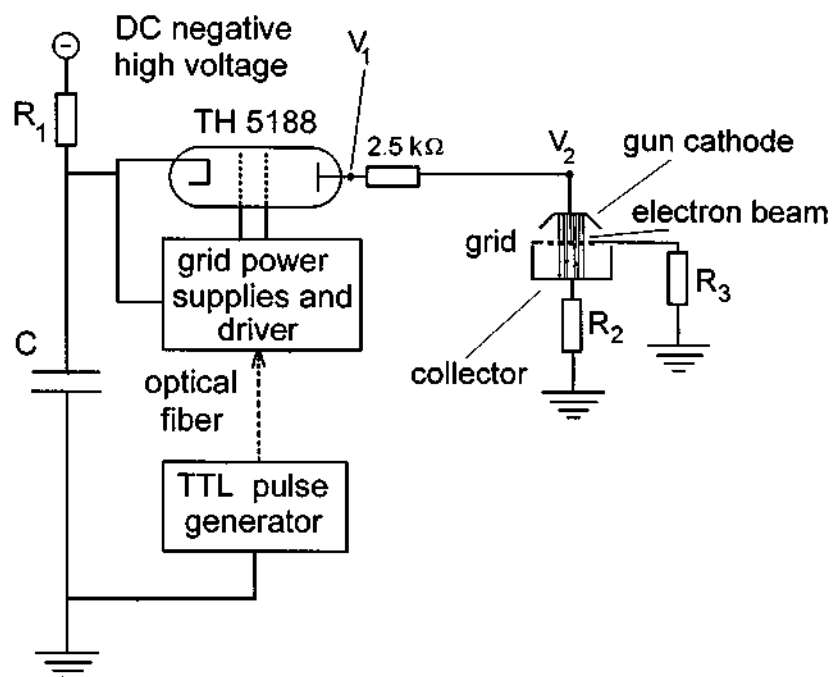 DC negative
high voltage
R1
TH 5188
V1
2.5 kΩ
V2
gun cathode
electron beam
grid
R3
R2
collector
grid power
supplies and
driver
C
optical
fiber
TTL pulse
generator